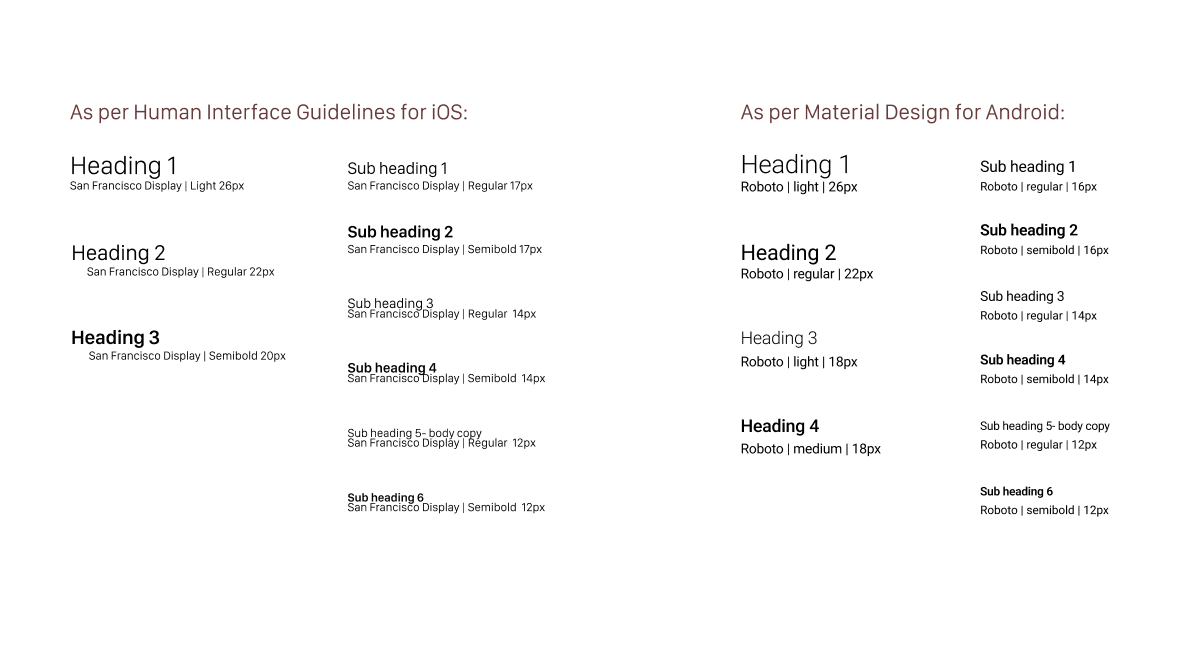 As per Human Interface Guidelines for iOS:
Heading 1
San Francisco Display | Light 26px
Heading 2
San Francisco Display | Regular 22px
Heading 3
San Francisco Display | Semibold 20px
Sub heading 1
San Francisco Display | Regular 17px
Sub heading 2
San Francisco Display | Semibold 17px
Sub heading 3
San Francisco Display | Regular 14px
Sub heading 4
San Francisco Display | Semibold 14px
Sub heading 5- body copy
San Francisco Display | Regular 12px
Sub heading 6
San Francisco Display | Semibold 12px
As per Material Design for Android:
Heading 1
Roboto | light | 26px
Heading 2
Roboto | regular | 22px
Heading 3
Roboto | light | 18px
Heading 4
Roboto | medium | 18px
Sub heading 1
Roboto | regular | 16px
Sub heading 2
Roboto | semibold | 16px
Sub heading 3
Roboto | regular | 14px
Sub heading 4
Roboto | semibold | 14px
Sub heading 5- body copy
Roboto | regular | 12px
Sub heading 6
Roboto | semibold | 12px